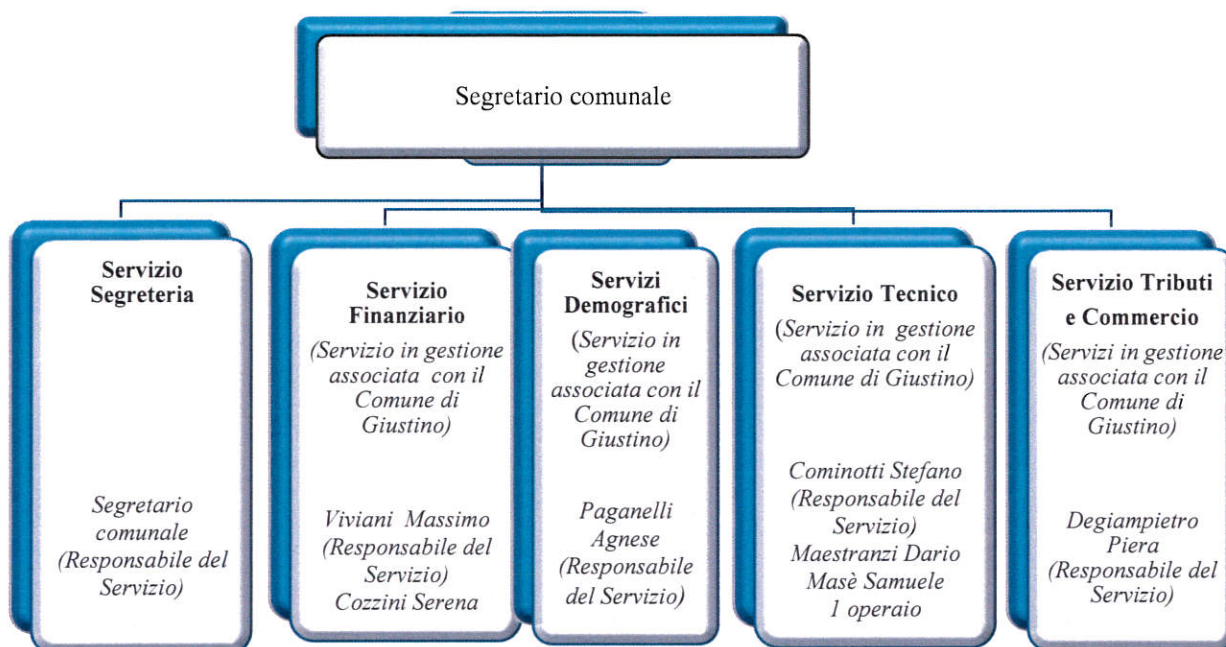 Segretario comunale
Servizio
Segreteria
Segretario
comunale
(Responsabile del
Servizio)
Servizio
Finanziario
(Servizio in gestione
associata con il
Comune di
Giustino)
Viviani Massimo
(Responsabile del
Servizio)
Cozzini Serena
Servizi
Demografici
(Servizio in
gestione
associata con il
Comune di
Giustino)
Paganelli
Agnese
(Responsabile
del Servizio)
Servizio Tecnico
(Servizio in gestione
associata con il
Comune di Giustino)
Cominotti Stefano
(Responsabile del
Servizio)
Maestranzi Dario
Masè Samuele
1 operaio
Servizio Tributi
e Commercio
(Servizi in gestione
associata con il
Comune di
Giustino)
Degiampietro
Piera
(Responsabile del
Servizio)